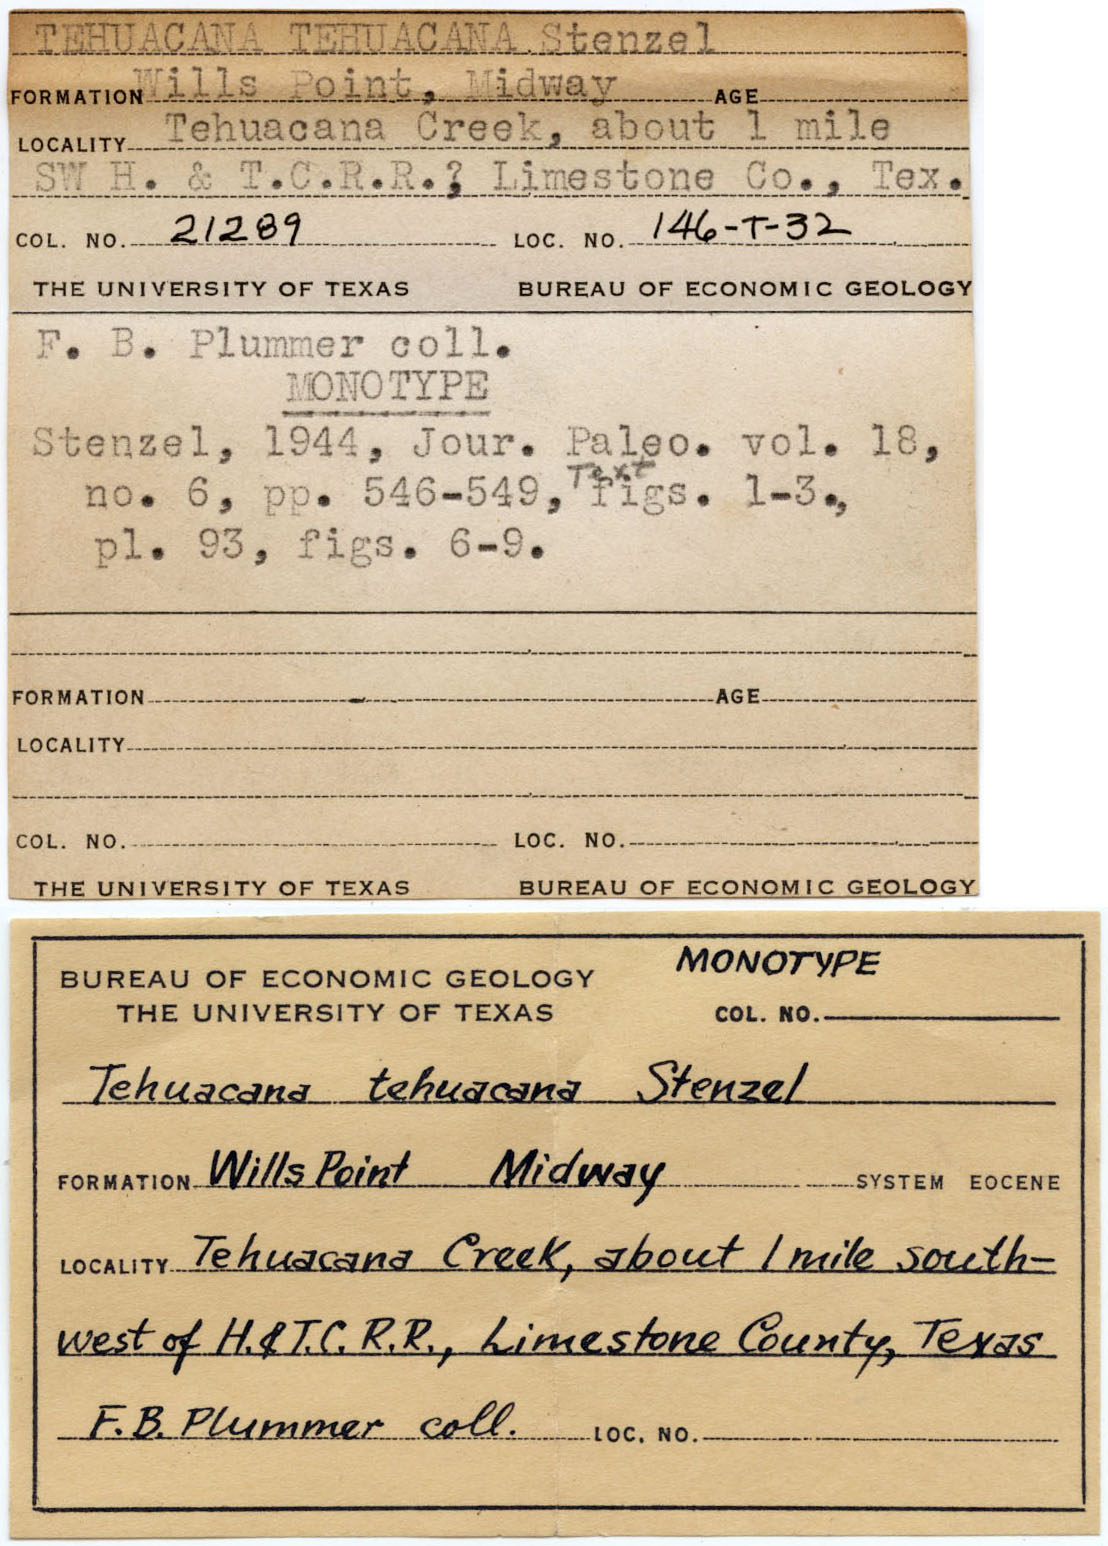 TEHUACANA TEHUACANA Stenzel
FORMATION Wills Point, Midway AGE
LOCALITY Tehuacana Creek, about 1 mile
SW H. & T.C.R.R.? Limestone Co., Tex.
COL. NO. 21289 LOC. NO. 146-T-32
THE UNIVERSITY OF TEXAS BUREAU OF ECONOMIC GEOLOGY
F. B. Plummer coll.
MONOTYPE
Stenzel, 1944, Jour. Paleo. vol. 18,
no. 6, pp. 546-549, Text figs. 1-3.,
pl. 93, figs. 6-9.
FORMATION AGE
LOCALITY
COL. NO. LOC. NO.
THE UNIVERSITY OF TEXAS BUREAU OF ECONOMIC GEOLOGY
MONOTYPE
BUREAU OF ECONOMIC GEOLOGY
THE UNIVERSITY OF TEXAS COL. NO.
Tehuacana tehuacana Stenzel
FORMATION Wills Point Midway SYSTEM EOCENE
LOCALITY Tehuacana Creek, about 1 mile south-
west of H.&T.C. R.R., Limestone County, Texas
F.B. Plummer coll. LOC. NO.